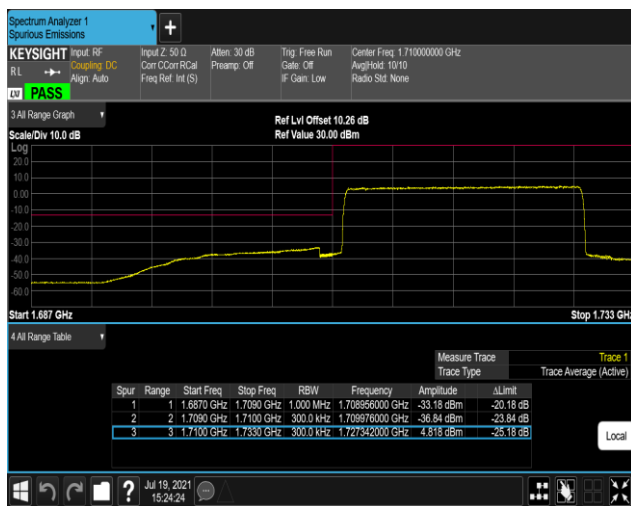 Spectrum Analyzer 1
Spurious Emissions
+
KEYSIGHT Input: RF Input Z: 50 Ω Atten: 30 dB Trig: Free Run Center Freq: 1.710000000 GHz
RL Coupling: DC Corr CCorr RCal Preamp: Off Gate: Off Avg|Hold: 10/10
Align: Auto Freq Ref: Int (S) IF Gain: Low Radio Std: None
LXI PASS
3 All Range Graph
Ref Lvl Offset 10.26 dB
Scale/Div 10.0 dB Ref Value 30.00 dBm
Log
20.0
10.0
0.00
-10.0
-20.0
-30.0
-40.0
-50.0
-60.0
Start 1.687 GHz Stop 1.733 GHz
4 All Range Table
Measure Trace Trace 1
Trace Type Trace Average (Active)
Spur Range Start Freq Stop Freq RBW Frequency Amplitude ΔLimit
1 1 1.6870 GHz 1.7090 GHz 1.000 MHz 1.708956000 GHz -33.18 dBm -20.18 dB
2 2 1.7090 GHz 1.7100 GHz 300.0 kHz 1.709976000 GHz -36.84 dBm -23.84 dB
3 3 1.7100 GHz 1.7330 GHz 300.0 kHz 1.727342000 GHz 4.818 dBm -25.18 dB
Local
? Jul 19, 2021
15:24:24